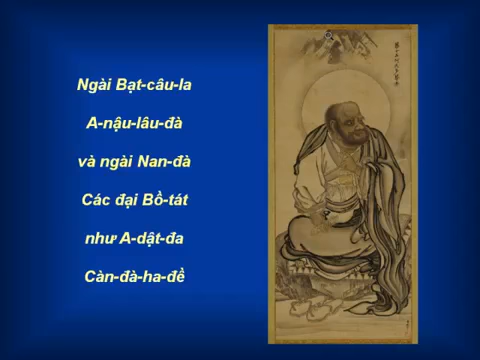 Ngài Bạt-câu-la
A-nậu-lâu-đà
và ngài Nan-đà
Các đại Bồ-tát
như A-dật-đa
Càn-đà-ha-đề